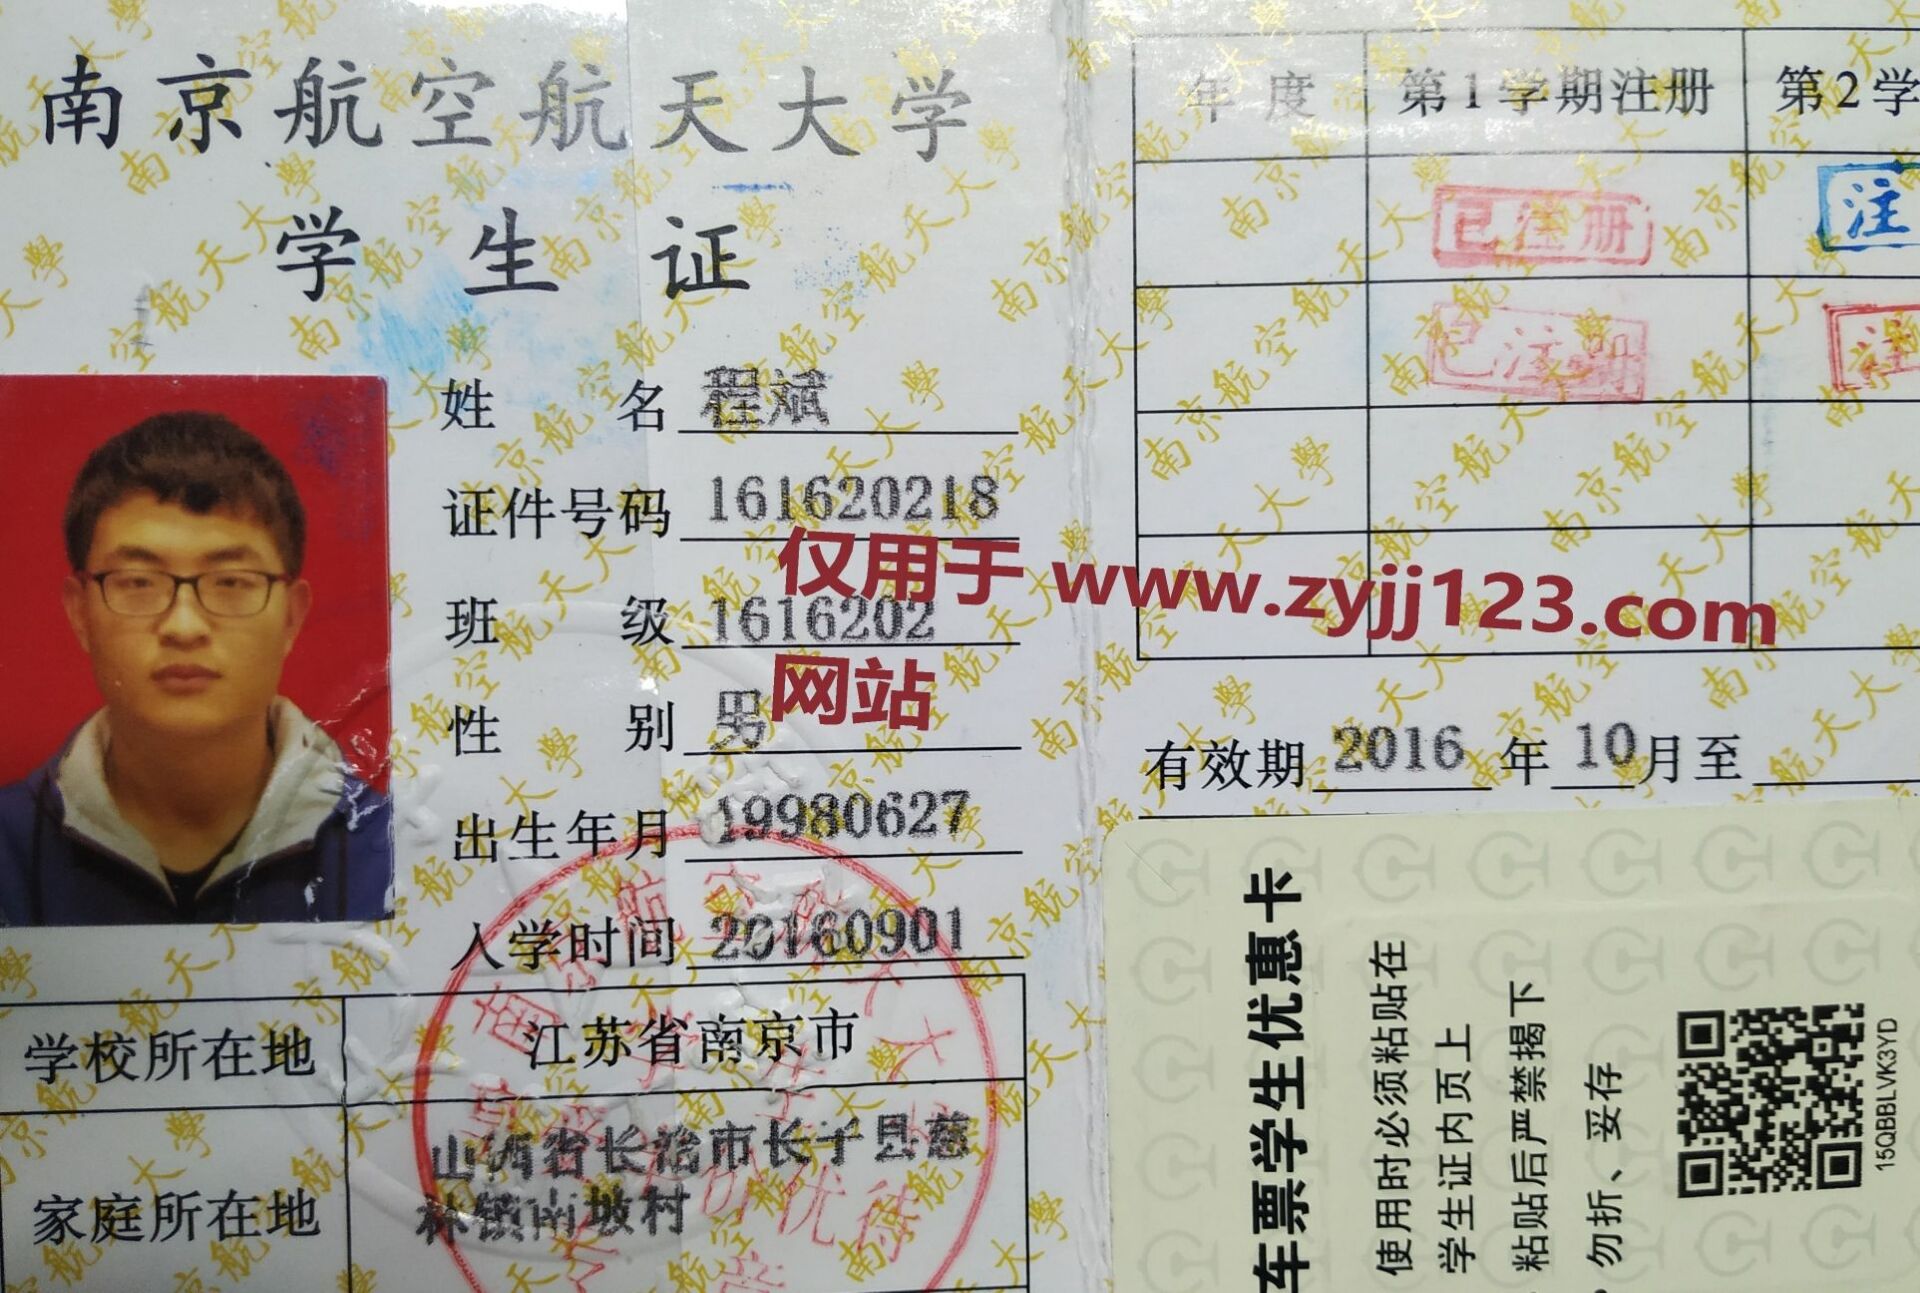 南京航空航天大学
学生证
姓名 程斌
证件号码 161620218
班级 1616202
性别 男
出生年月 19980627
入学时间 20160901
学校所在地 江苏省南京市
家庭所在地 山西省长治市长子县慈
林镇南坡村
仅用于 www.zyjj123.com
网站
年度 第1学期注册 第2学
已注册 注
已注册 注
有效期 2016 年 10 月至
车票学生优惠卡
使用时必须粘贴在
学生证内页上
粘贴后严禁揭下
勿折、妥存
15QBBLVK3YD